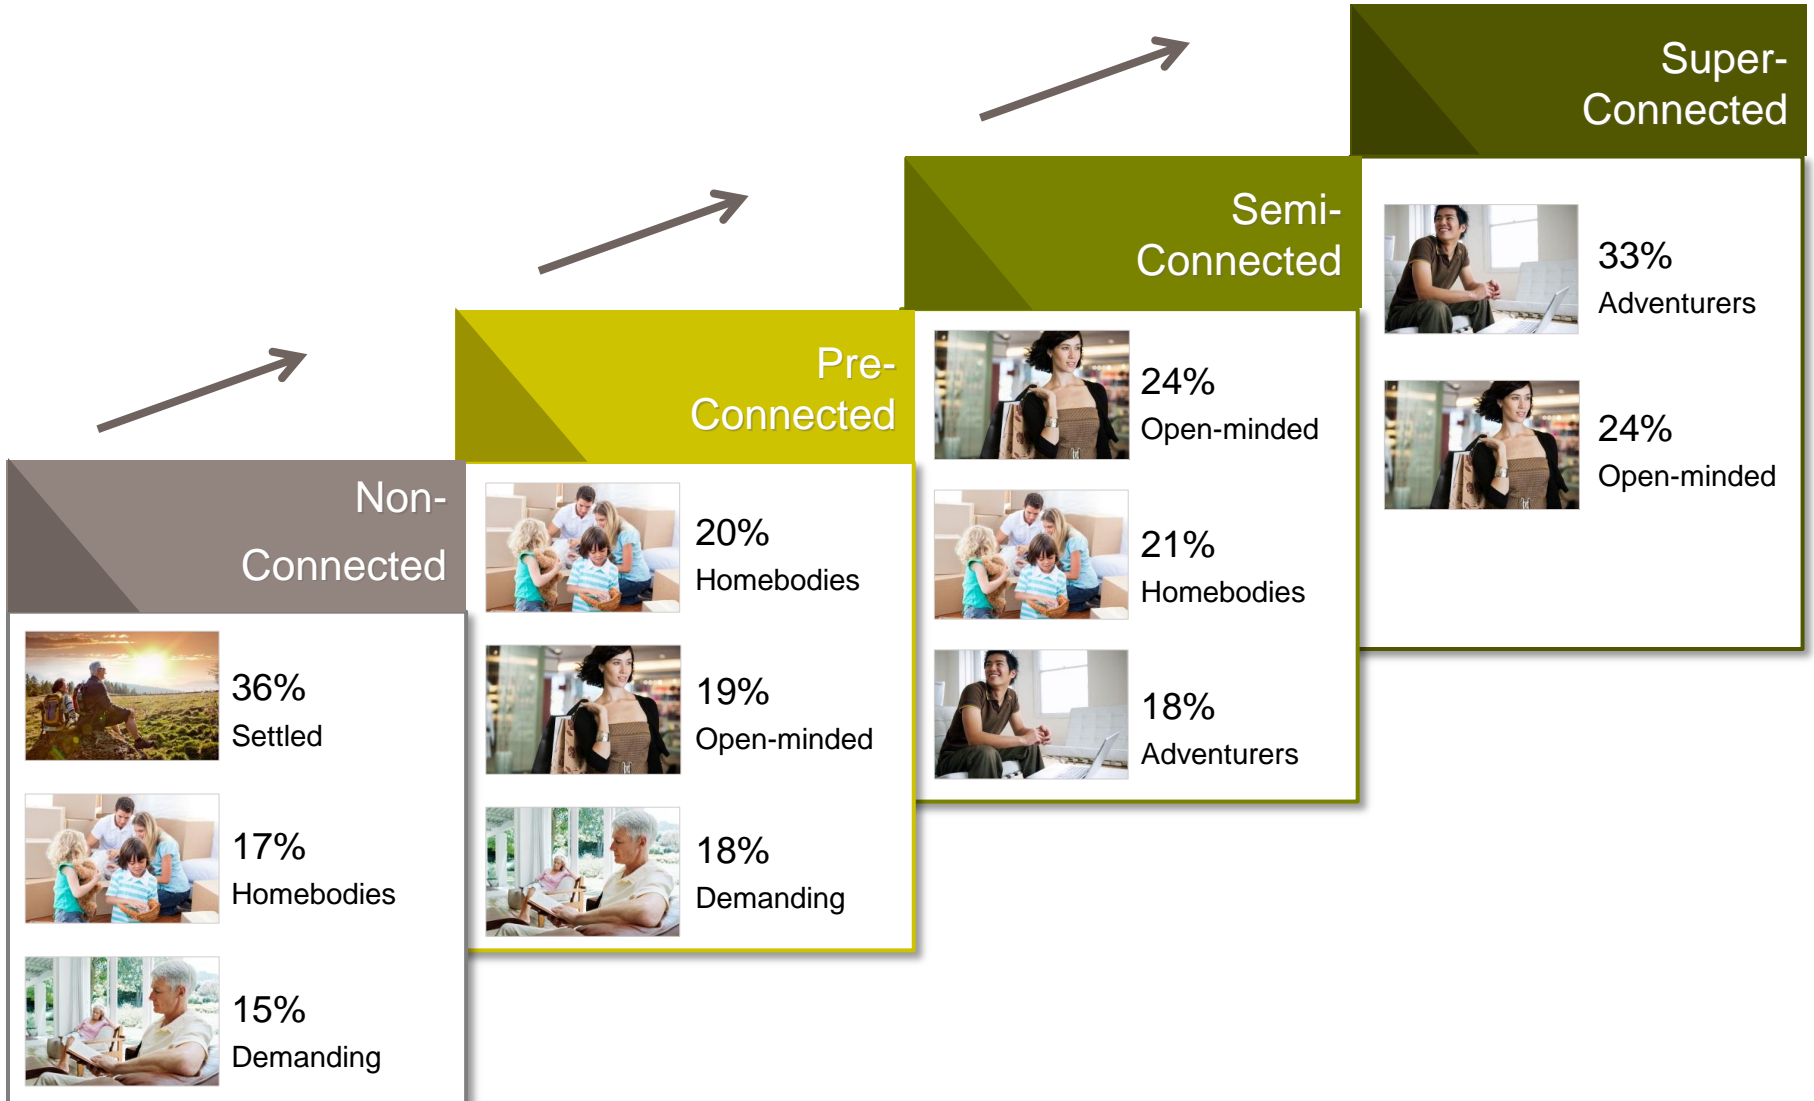 Non-
Connected
36%
Settled
17%
Homebodies
15%
Demanding
Pre-
Connected
20%
Homebodies
19%
Open-minded
18%
Demanding
Semi-
Connected
24%
Open-minded
21%
Homebodies
18%
Adventurers
Super-
Connected
33%
Adventurers
24%
Open-minded